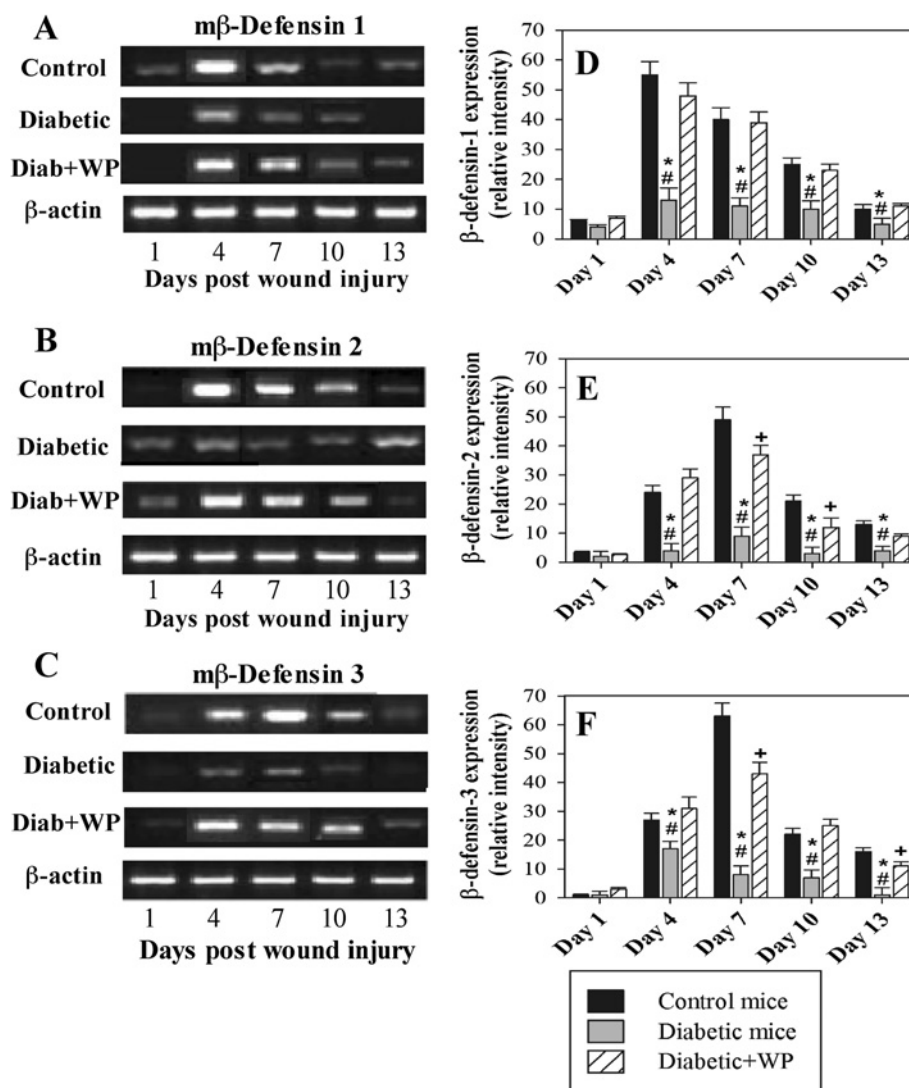 A
mβ-Defensin 1
Control
Diabetic
Diab+WP
β-actin
1 4 7 10 13
Days post wound injury
B
mβ-Defensin 2
Control
Diabetic
Diab+WP
β-actin
1 4 7 10 13
Days post wound injury
C
mβ-Defensin 3
Control
Diabetic
Diab+WP
β-actin
1 4 7 10 13
Days post wound injury
D
β-defensin-1 expression
(relative intensity)
70
60
50
40
30
20
10
0
*
#
*
#
*
#
*
#
Day 1 Day 4 Day 7 Day 10 Day 13
E
β-defensin-2 expression
(relative intensity)
70
60
50
40
30
20
10
0
*
#
*
#
+
*
#
+
*
#
Day 1 Day 4 Day 7 Day 10 Day 13
F
β-defensin-3 expression
(relative intensity)
70
60
50
40
30
20
10
0
*
#
*
#
+
*
#
*
#
+
Day 1 Day 4 Day 7 Day 10 Day 13
Control mice
Diabetic mice
Diabetic+WP